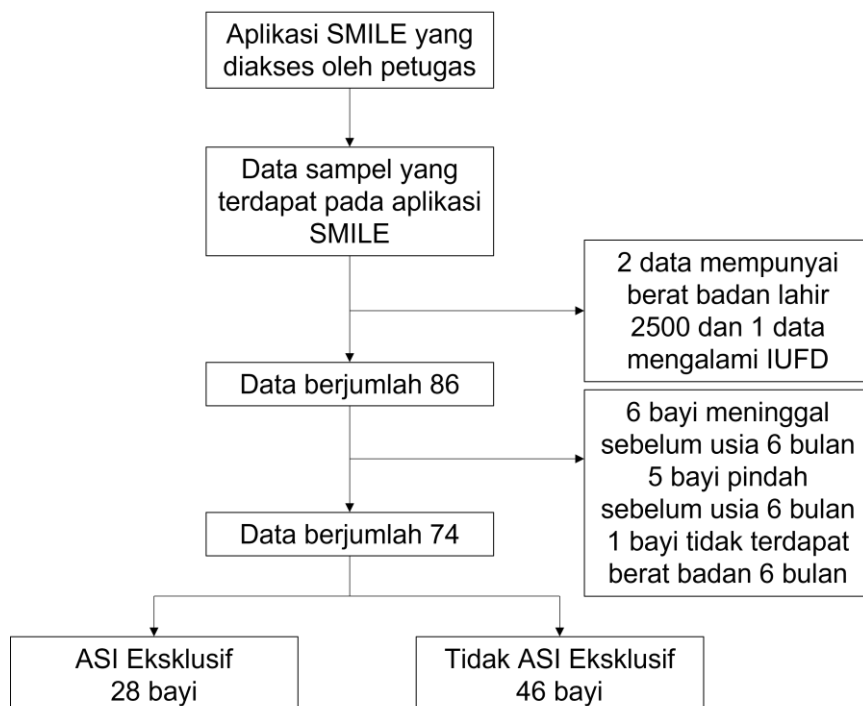 Aplikasi SMILE yang
diakses oleh petugas
Data sampel yang
terdapat pada aplikasi
SMILE
2 data mempunyai
berat badan lahir
2500 dan 1 data
mengalami IUFD
Data berjumlah 86
6 bayi meninggal
sebelum usia 6 bulan
5 bayi pindah
sebelum usia 6 bulan
1 bayi tidak terdapat
berat badan 6 bulan
Data berjumlah 74
ASI Eksklusif
28 bayi
Tidak ASI Eksklusif
46 bayi